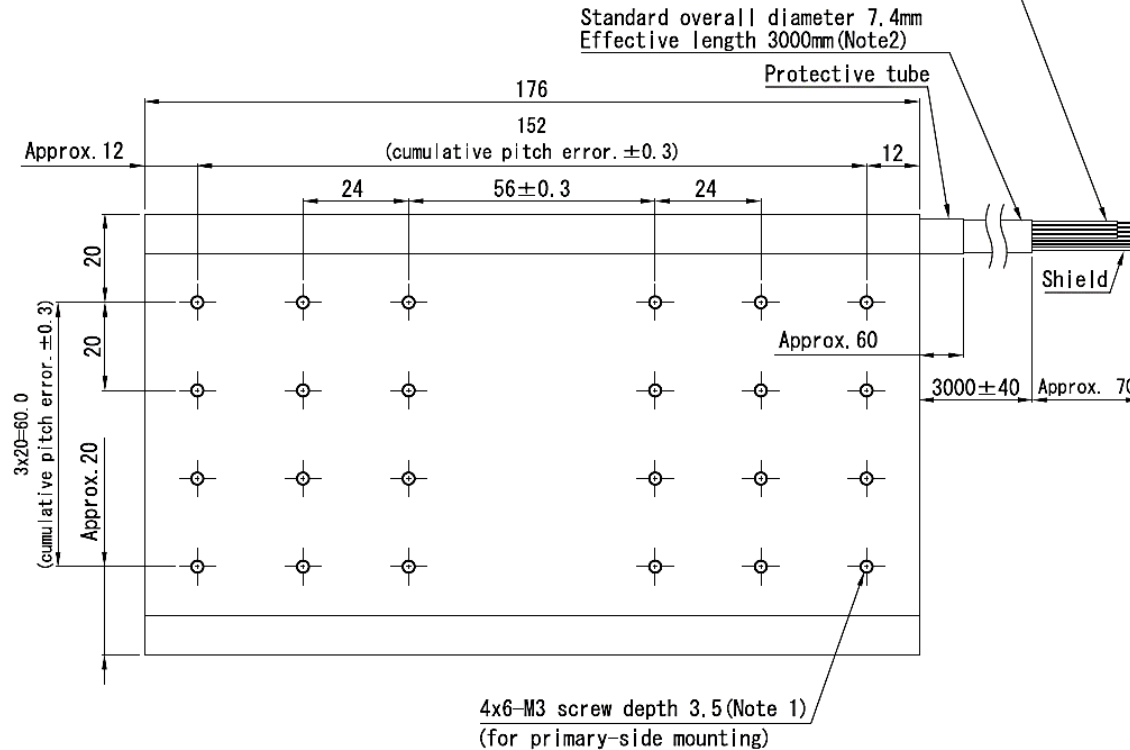 Standard overall diameter 7.4mm
Effective length 3000mm(Note2)
Protective tube
176
152
(cumulative pitch error.±0.3)
Approx.12
12
24
56±0.3
24
20
20
Shield
3x20=60.0
(cumulative pitch error.±0.3)
Approx.20
Approx.60
3000±40
Approx. 70
4x6-M3 screw depth 3.5(Note 1)
(for primary-side mounting)